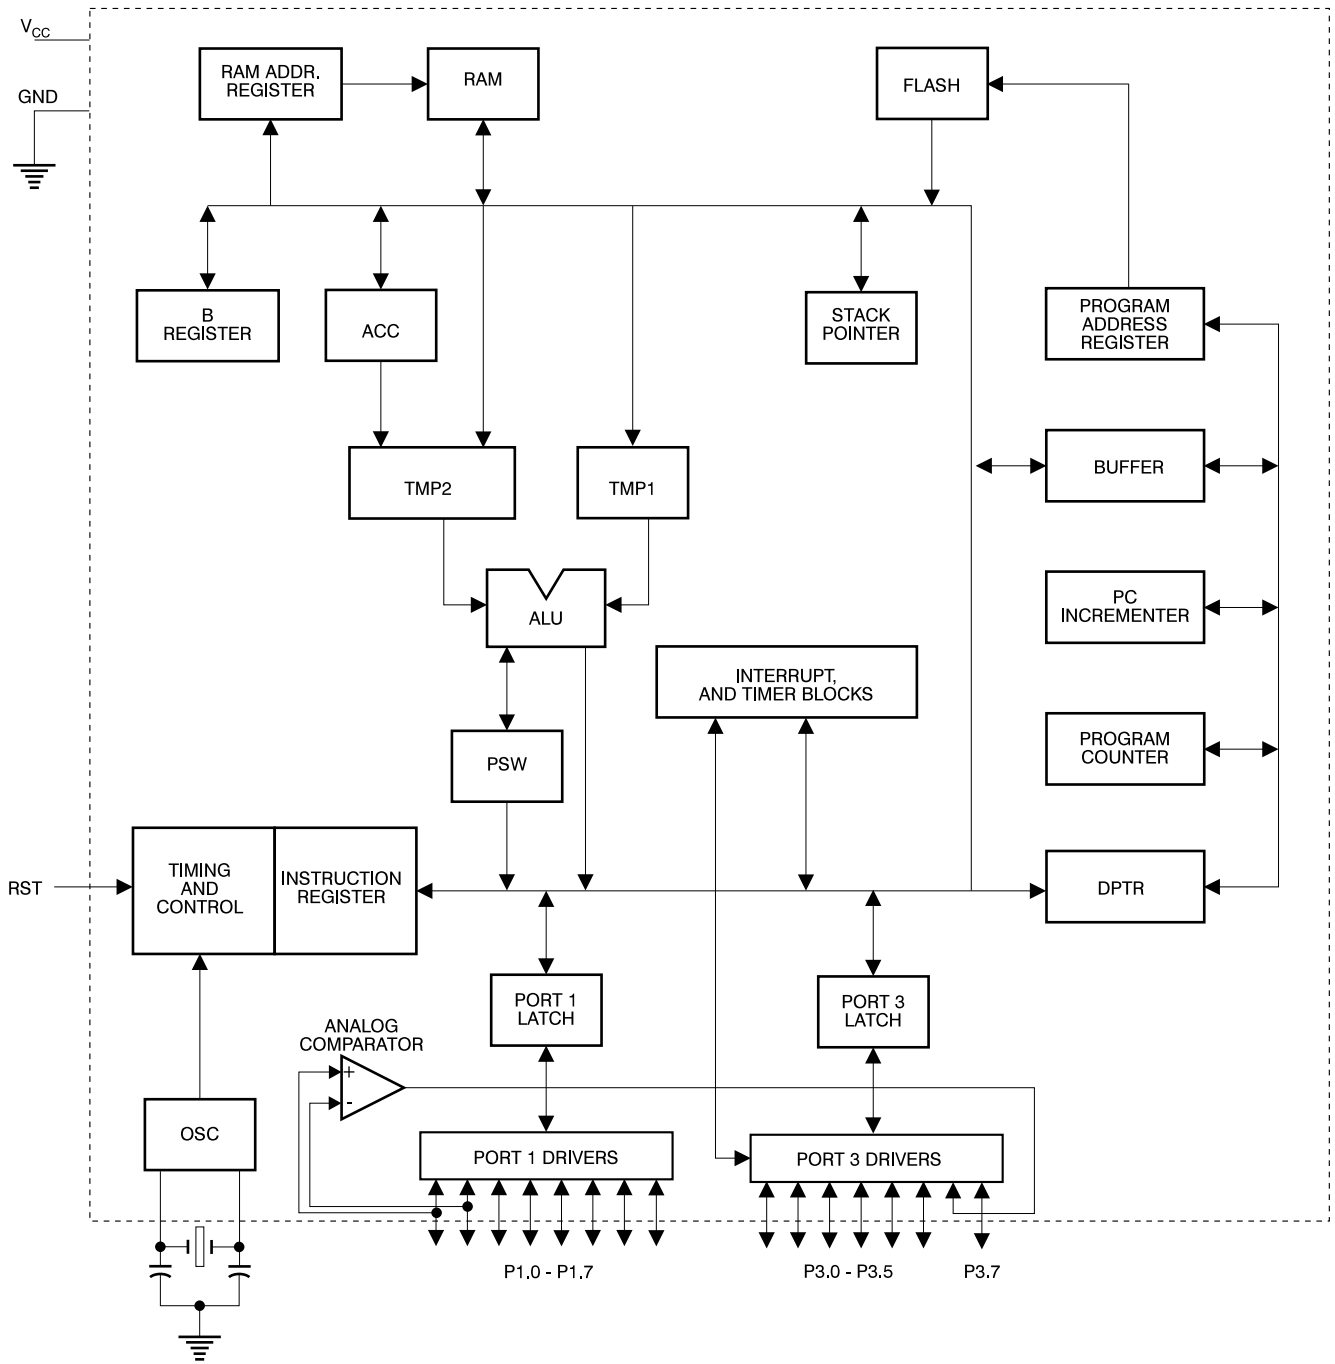 VCC
GND
RAM ADDR.
REGISTER
RAM
FLASH
B
REGISTER
ACC
STACK
POINTER
PROGRAM
ADDRESS
REGISTER
TMP2
TMP1
BUFFER
ALU
PC
INCREMENTER
INTERRUPT,
AND TIMER BLOCKS
PSW
PROGRAM
COUNTER
RST
TIMING
AND
CONTROL
INSTRUCTION
REGISTER
DPTR
PORT 1
LATCH
PORT 3
LATCH
ANALOG
COMPARATOR
+
-
OSC
PORT 1 DRIVERS
PORT 3 DRIVERS
P1.0 - P1.7
P3.0 - P3.5
P3.7